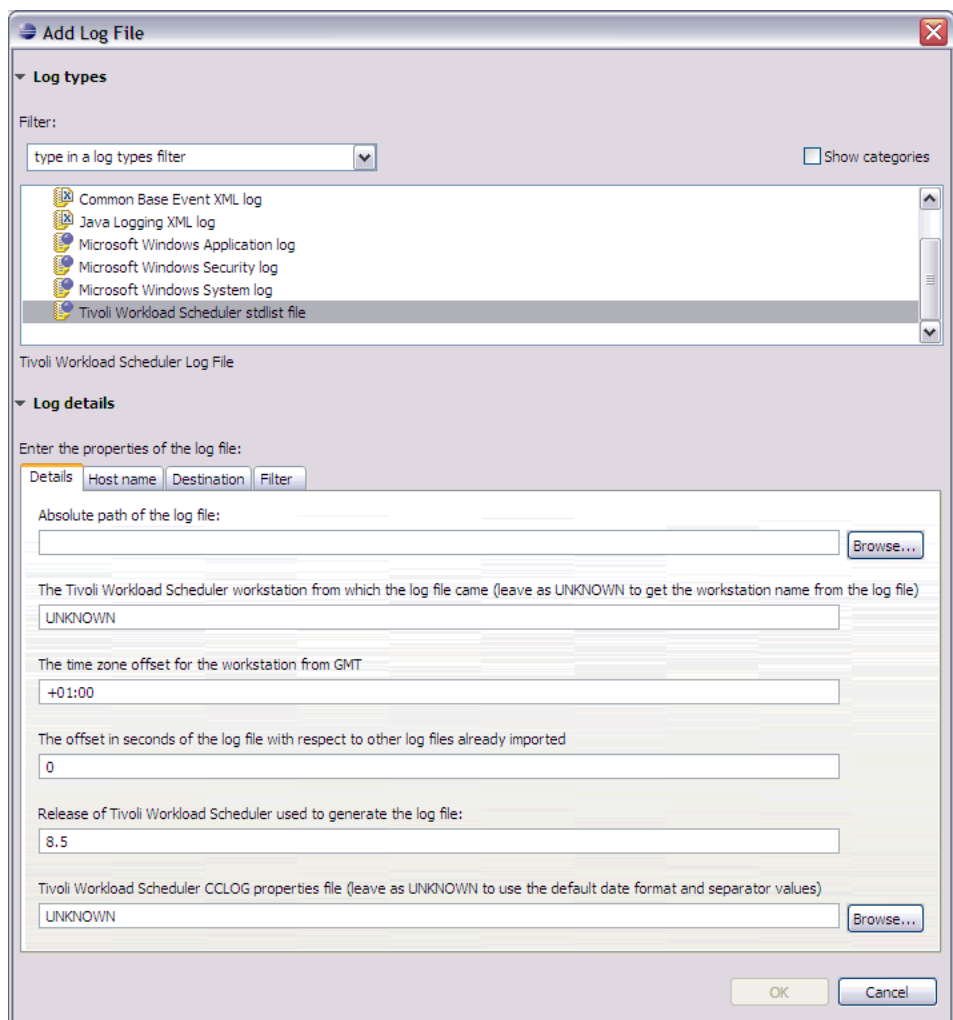 Add Log File
Log types
Filter:
type in a log types filter
Show categories
Common Base Event XML log
Java Logging XML log
Microsoft Windows Application log
Microsoft Windows Security log
Microsoft Windows System log
Tivoli Workload Scheduler stdlist file
Tivoli Workload Scheduler Log File
Log details
Enter the properties of the log file:
Details Host name Destination Filter
Absolute path of the log file:
Browse...
The Tivoli Workload Scheduler workstation from which the log file came (leave as UNKNOWN to get the workstation name from the log file)
UNKNOWN
The time zone offset for the workstation from GMT
+01:00
The offset in seconds of the log file with respect to other log files already imported
0
Release of Tivoli Workload Scheduler used to generate the log file:
8.5
Tivoli Workload Scheduler CCLOG properties file (leave as UNKNOWN to use the default date format and separator values)
UNKNOWN
Browse...
OK Cancel